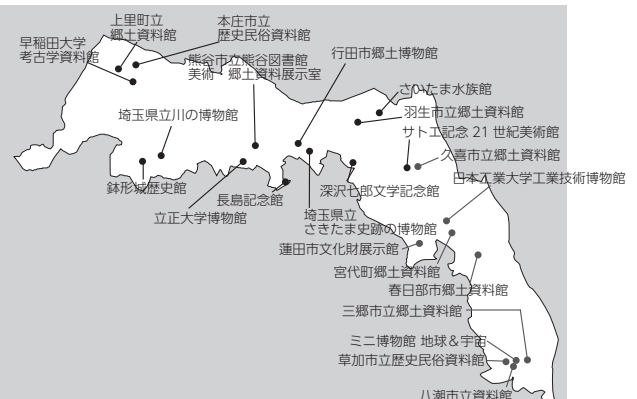 上里町立
郷土資料館
本庄市立
歴史民俗資料館
早稲田大学
考古学資料館
熊谷市立熊谷図書館
美術・郷土資料展示室
行田市郷土博物館
さいたま水族館
羽生市立郷土資料館
サトエ記念 21 世紀美術館
久喜市立郷土資料館
日本工業大学工業技術博物館
埼玉県立川の博物館
鉢形城歴史館
立正大学博物館
長島記念館
深沢七郎文学記念館
埼玉県立
さきたま史跡の博物館
蓮田市文化財展示館
宮代町郷土資料館
春日部市郷土資料館
三郷市立郷土資料館
ミニ博物館 地球＆宇宙
草加市立歴史民俗資料館
八潮市立資料館